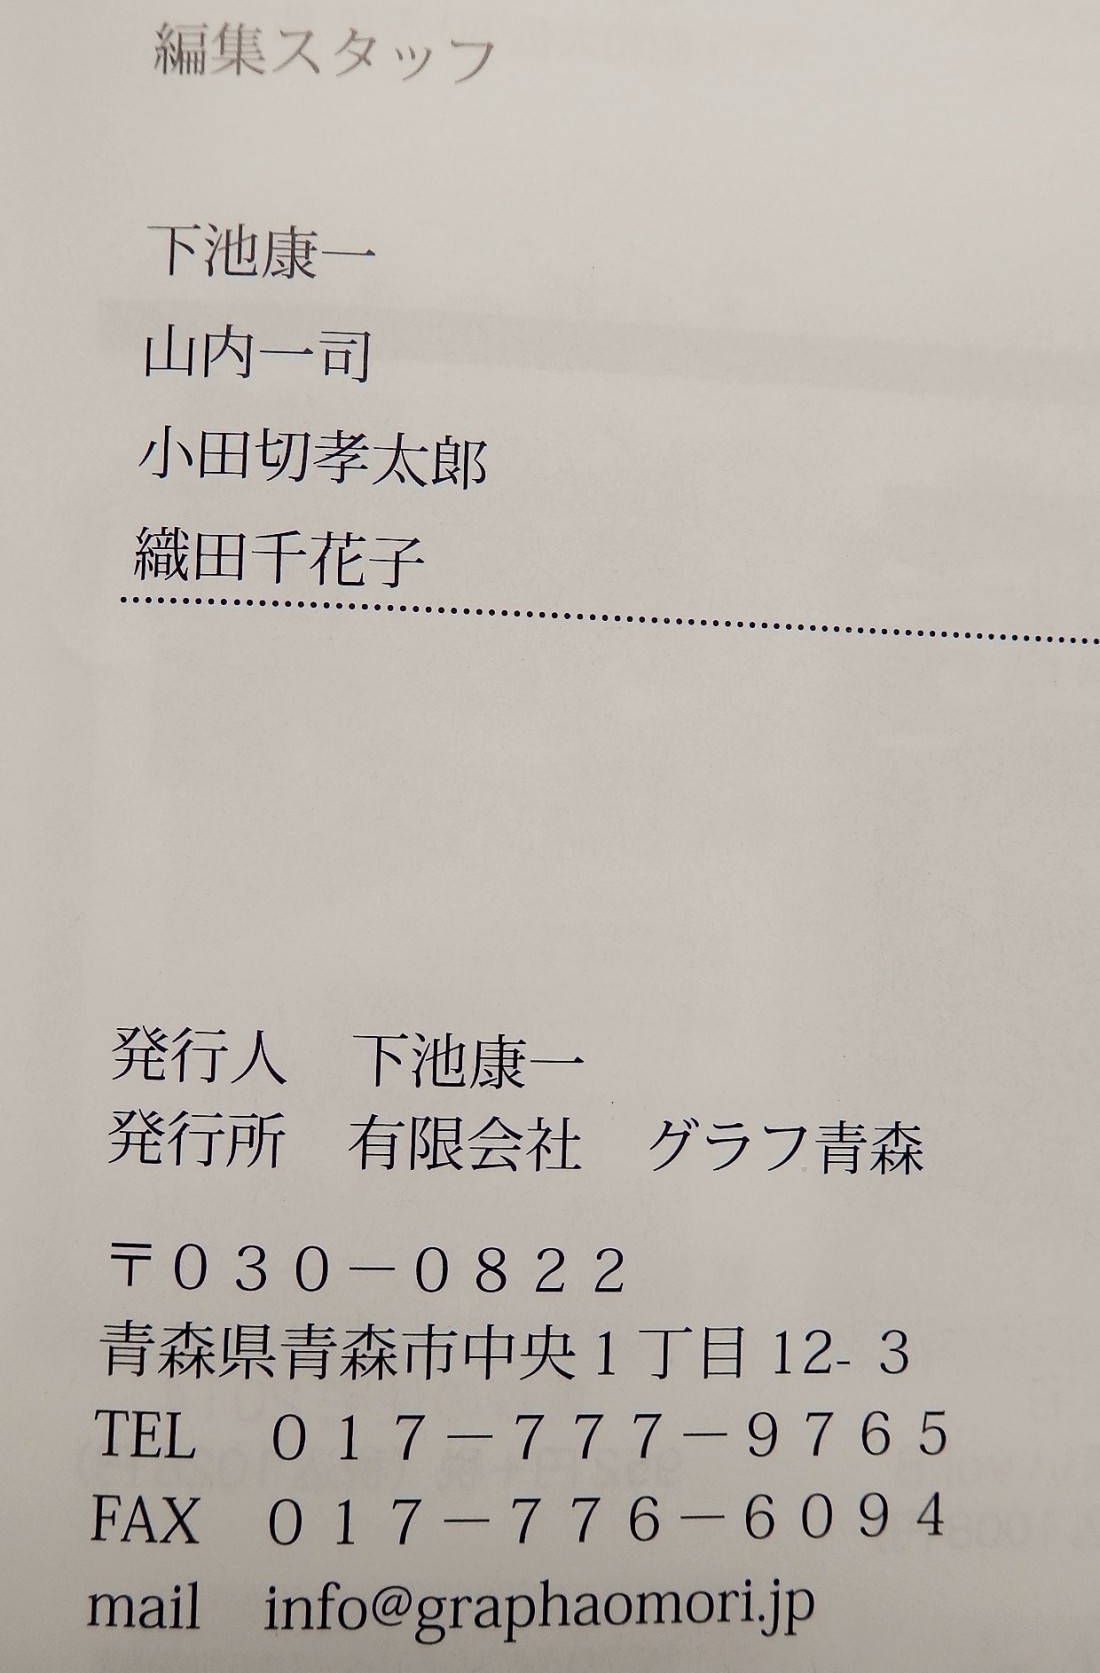 編集スタッフ
下池康一
山内一司
小田切孝太郎
織田千花子
発行人　下池康一
発行所　有限会社　グラフ青森
〒０３０－０８２２
青森県青森市中央1丁目12-３
TEL　０１７－７７７－９７６５
FAX　０１７－７７６－６０９４
mail　info@graphaomori.jp